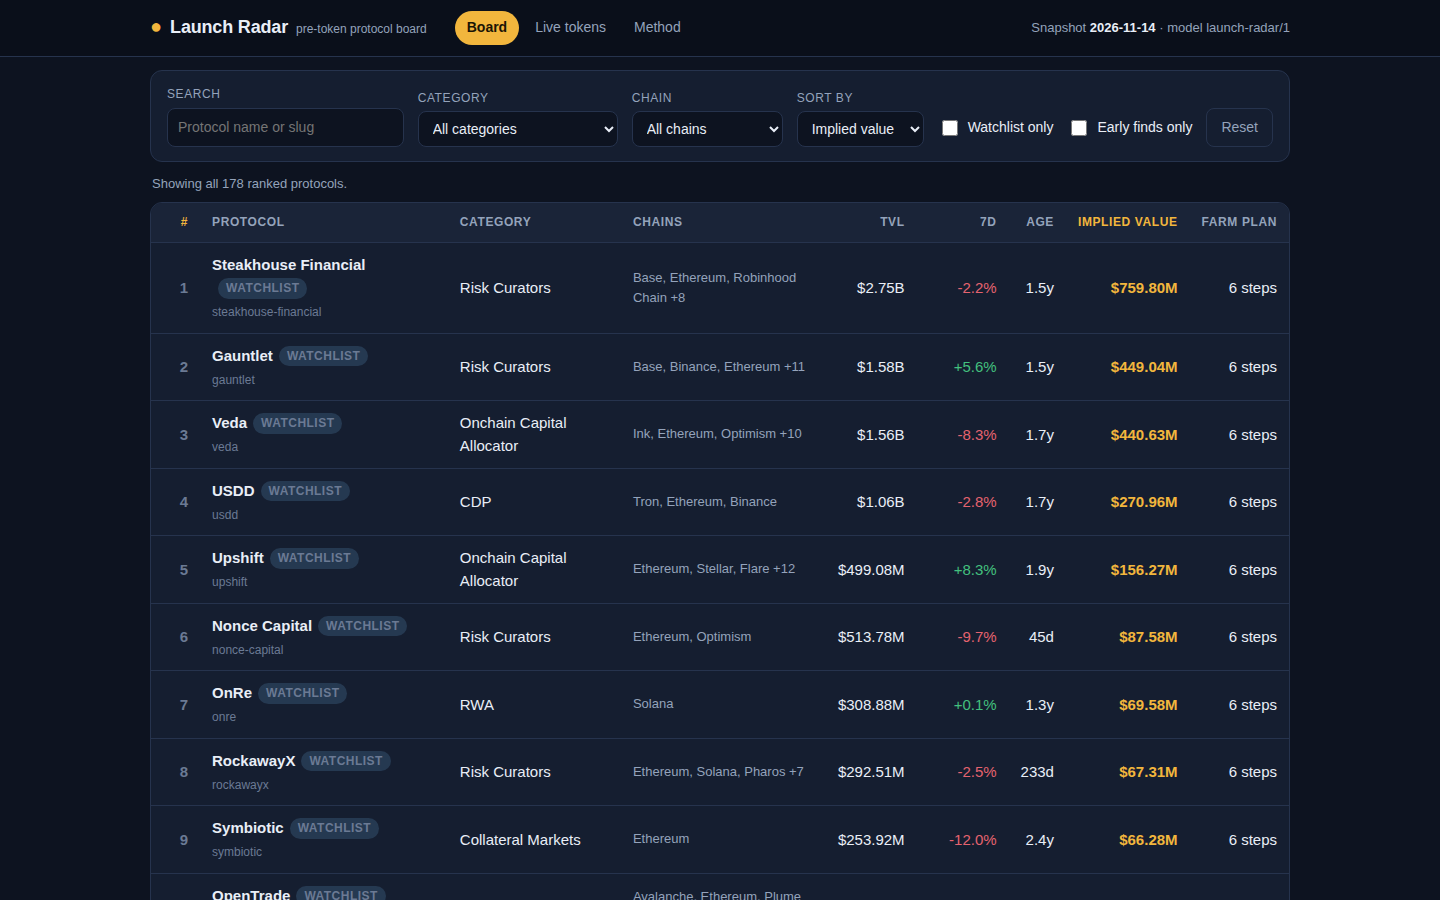 Launch Radar pre-token protocol board Board Live tokens Method Snapshot 2026-11-14 · model launch-radar/1
SEARCH CATEGORY CHAIN SORT BY
Protocol name or slug All categories All chains Implied value Watchlist only Early finds only Reset
Showing all 178 ranked protocols.
# PROTOCOL CATEGORY CHAINS TVL 7D AGE IMPLIED VALUE FARM PLAN
1 Steakhouse Financial WATCHLIST steakhouse-financial Risk Curators Base, Ethereum, Robinhood Chain +8 $2.75B -2.2% 1.5y $759.80M 6 steps
2 Gauntlet WATCHLIST gauntlet Risk Curators Base, Binance, Ethereum +11 $1.58B +5.6% 1.5y $449.04M 6 steps
3 Veda WATCHLIST veda Onchain Capital Allocator Ink, Ethereum, Optimism +10 $1.56B -8.3% 1.7y $440.63M 6 steps
4 USDD WATCHLIST usdd CDP Tron, Ethereum, Binance $1.06B -2.8% 1.7y $270.96M 6 steps
5 Upshift WATCHLIST upshift Onchain Capital Allocator Ethereum, Stellar, Flare +12 $499.08M +8.3% 1.9y $156.27M 6 steps
6 Nonce Capital WATCHLIST nonce-capital Risk Curators Ethereum, Optimism $513.78M -9.7% 45d $87.58M 6 steps
7 OnRe WATCHLIST onre RWA Solana $308.88M +0.1% 1.3y $69.58M 6 steps
8 RockawayX WATCHLIST rockawayx Risk Curators Ethereum, Solana, Pharos +7 $292.51M -2.5% 233d $67.31M 6 steps
9 Symbiotic WATCHLIST symbiotic Collateral Markets Ethereum $253.92M -12.0% 2.4y $66.28M 6 steps
OpenTrade WATCHLIST Avalanche, Ethereum, Plume